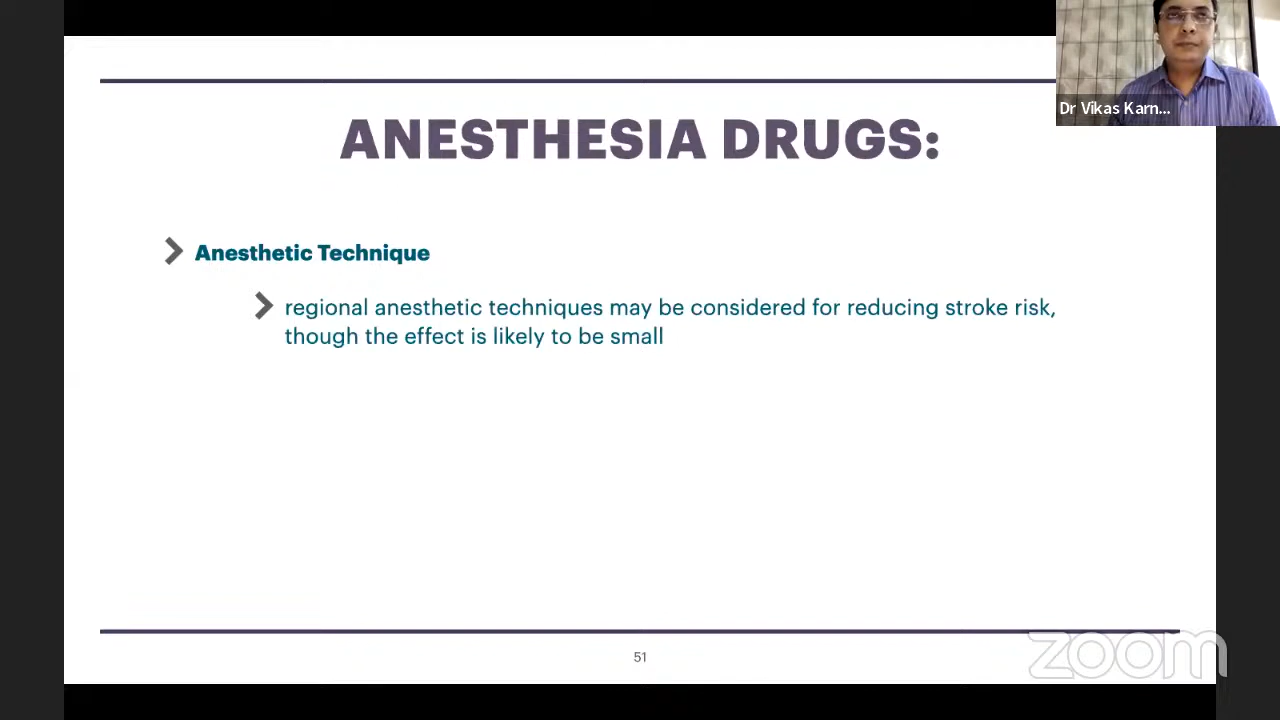 Dr Vikas Karn...
ANESTHESIA DRUGS:
Anesthetic Technique
regional anesthetic techniques may be considered for reducing stroke risk,
though the effect is likely to be small
51
zoom